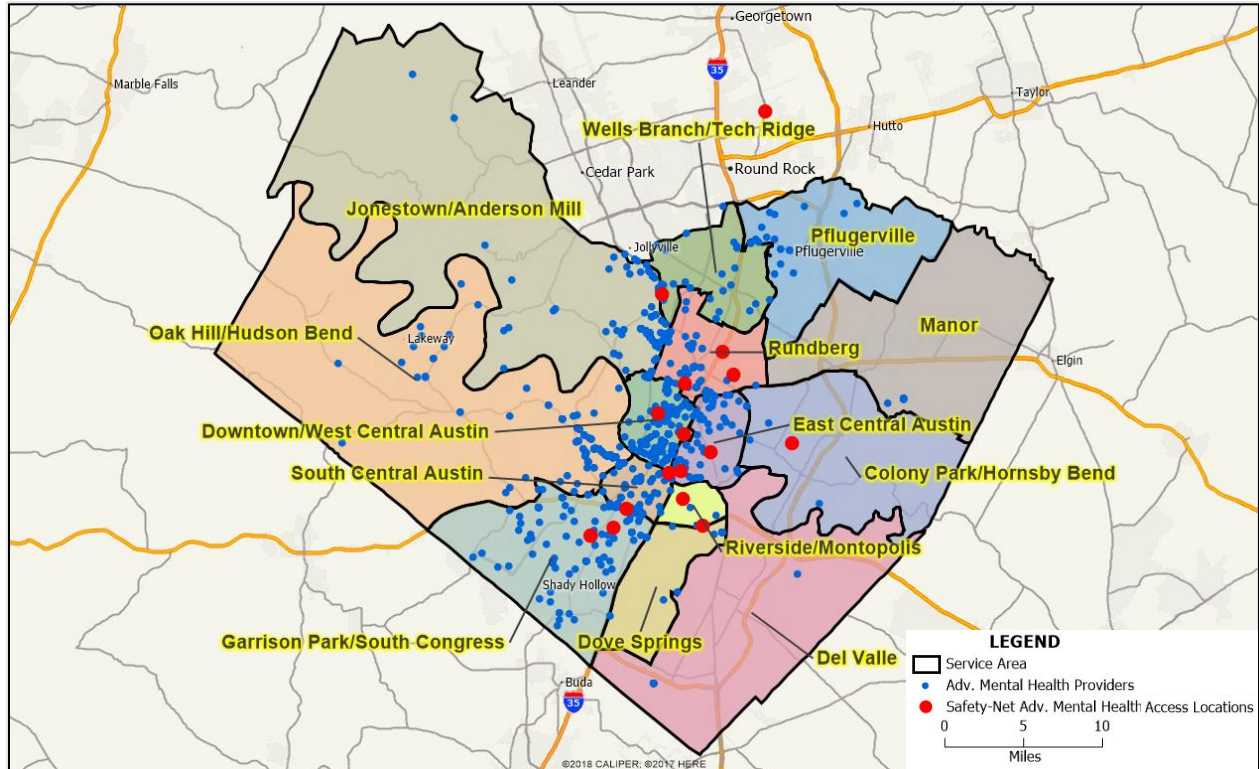 Georgetown
Marble Falls
Leander
35
Taylor
Wells Branch/Tech Ridge
Hutto
Cedar Park
Round Rock
Jonestown/Anderson Mill
Jollyville
Pflugerville
Pflugerville
Manor
Oak Hill/Hudson Bend
Lakeway
Rundberg
Elgin
Downtown/West Central Austin
East Central Austin
South Central Austin
Colony Park/Hornsby Bend
Riverside/Montopolis
Shady Hollow
Garrison Park/South Congress
Dove Springs
Del Valle
Buda
35
LEGEND
Service Area
Adv. Mental Health Providers
Safety-Net Adv. Mental Health Access Locations
0 5 10
Miles
©2018 CALIPER; ©2017 HERE